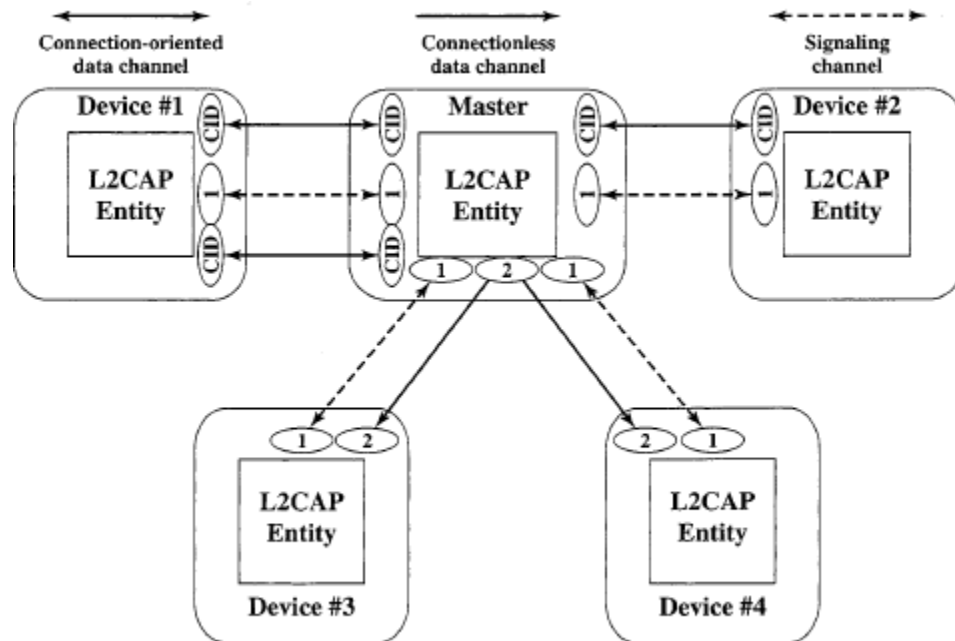 Connection-oriented
data channel
Connectionless
data channel
Signaling
channel
Device #1
CID
L2CAP
Entity
1
CID
Master
CID
CID
L2CAP
Entity
1
1
CID
1
2
1
Device #2
CID
L2CAP
Entity
1
1
2
L2CAP
Entity
Device #3
2
1
L2CAP
Entity
Device #4